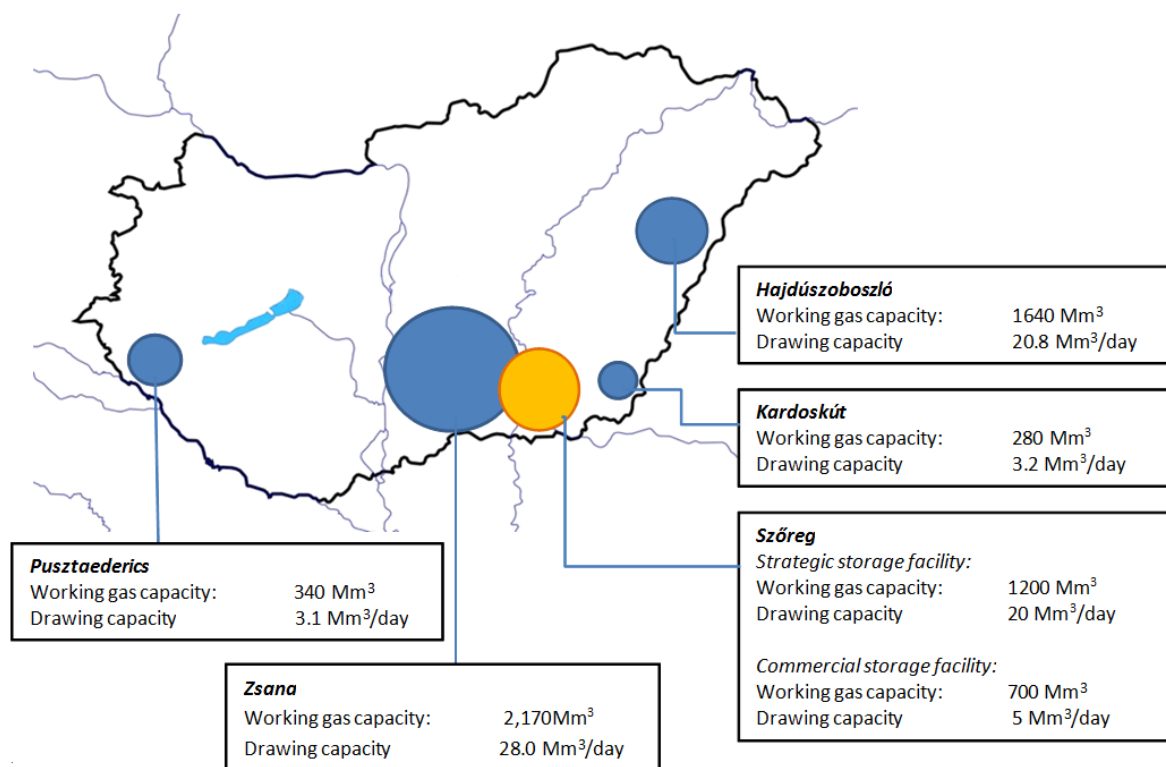 Hajdúszoboszló
Working gas capacity: 1640 Mm³
Drawing capacity 20.8 Mm³/day
Kardoskút
Working gas capacity: 280 Mm³
Drawing capacity 3.2 Mm³/day
Szőreg
Strategic storage facility:
Working gas capacity: 1200 Mm³
Drawing capacity 20 Mm³/day
Commercial storage facility:
Working gas capacity: 700 Mm³
Drawing capacity 5 Mm³/day
Pusztaederics
Working gas capacity: 340 Mm³
Drawing capacity 3.1 Mm³/day
Zsana
Working gas capacity: 2,170Mm³
Drawing capacity 28.0 Mm³/day